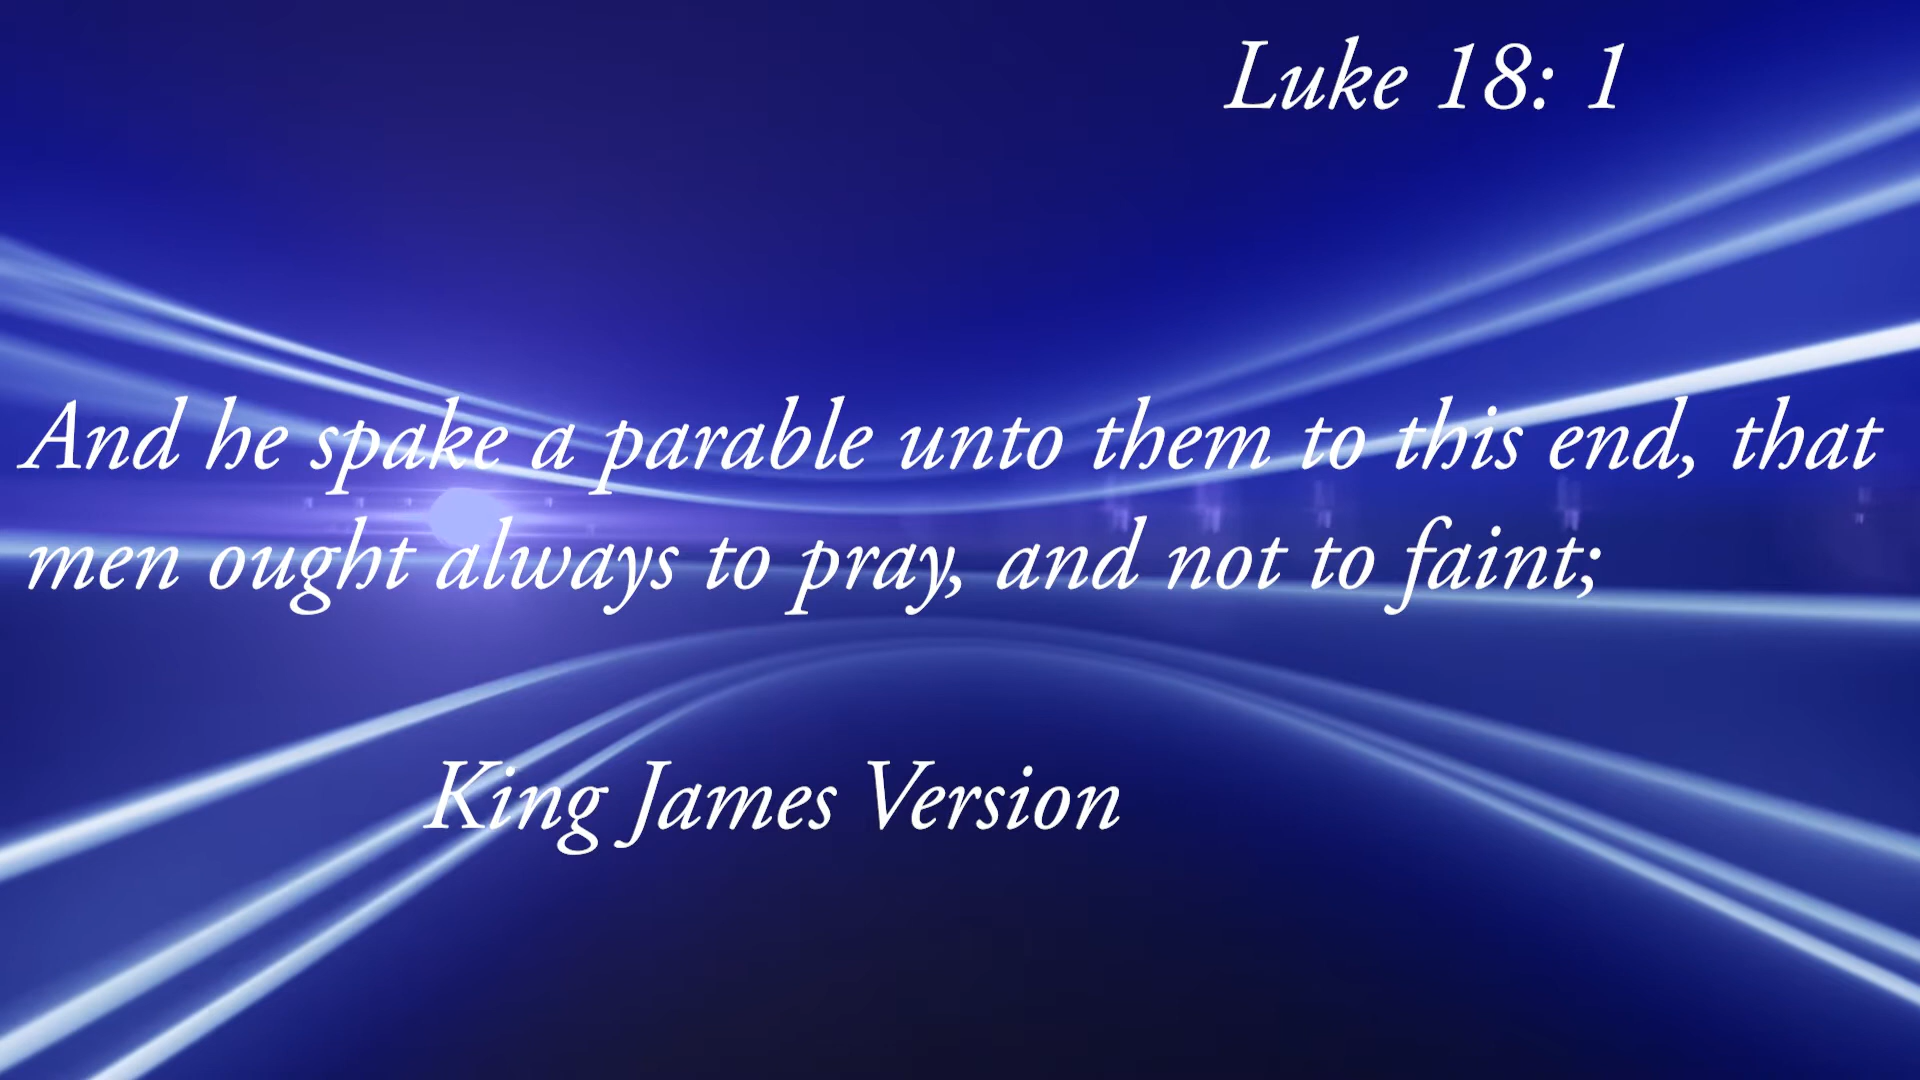 Luke 18: 1
And he spake a parable unto them to this end, that
men ought always to pray, and not to faint;
King James Version